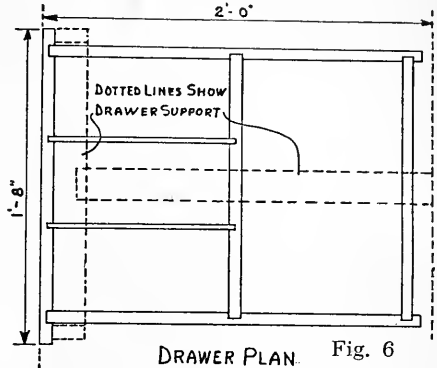 2'-0"
DOTTED LINES SHOW
DRAWER SUPPORT
1'-8"
DRAWER PLAN
Fig. 6